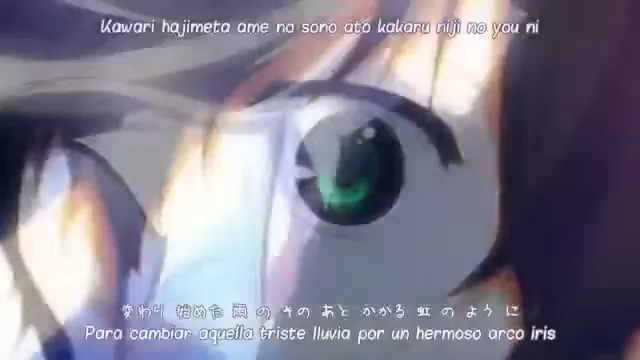 Kawari hajimeta ame no sono ato kakaru niji no you ni
変わり 始めた 雨 の その あと かかる 虹 の よう に
Para cambiar aquella triste lluvia por un hermoso arco iris